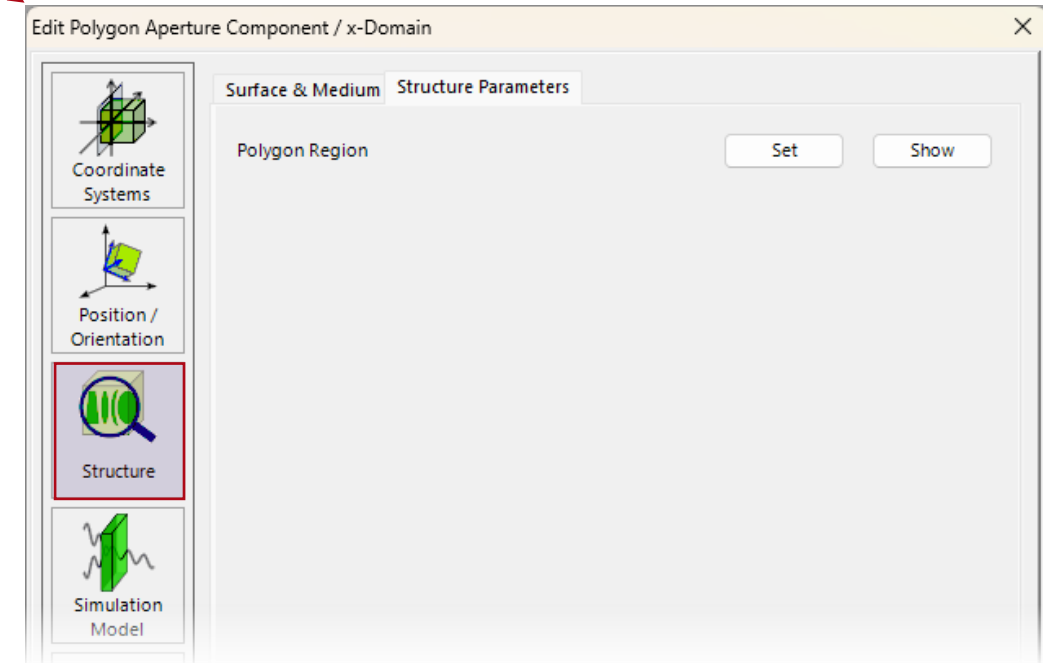 Edit Polygon Aperture Component / x-Domain
Coordinate
Systems
Position /
Orientation
Structure
Simulation
Model
Surface & Medium
Structure Parameters
Polygon Region
Set
Show